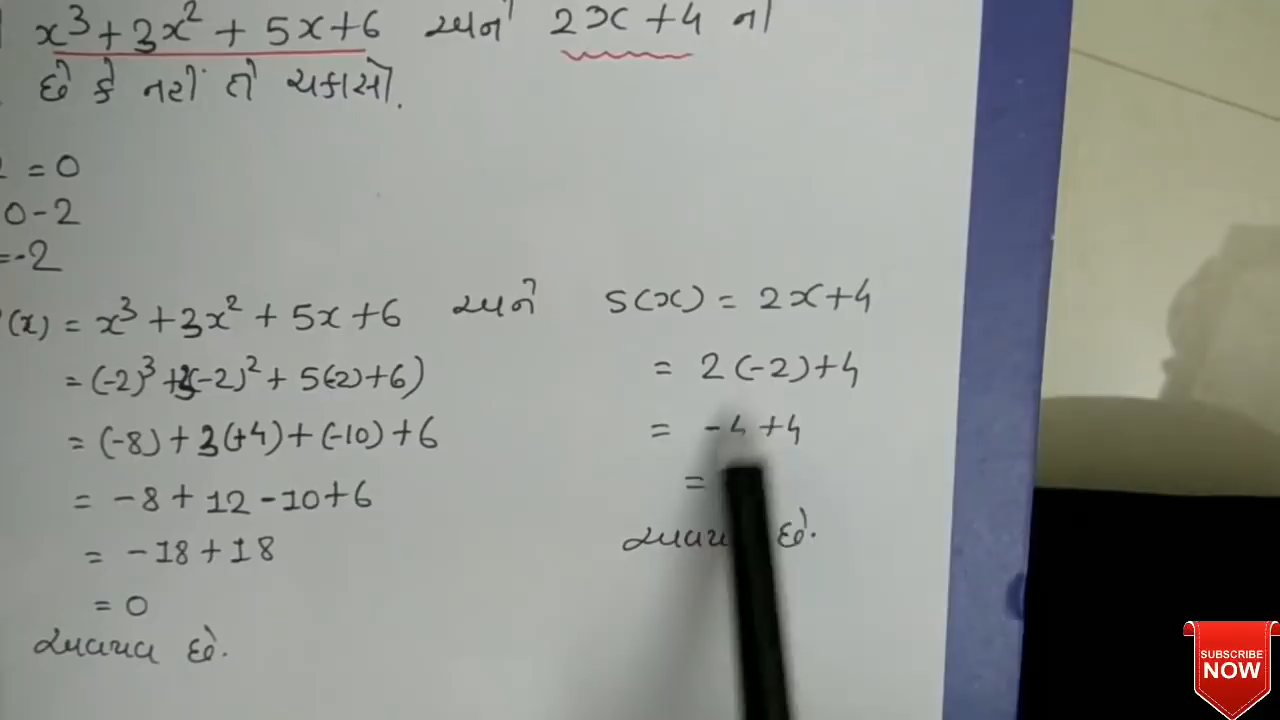 x³ + 3x² + 5x + 6 અને 2x + 4 નો
છે કે નહીં તે ચકાસો.
= 0
0 - 2
= -2
(x) = x³ + 3x² + 5x + 6 અને
= (-2)³ + 3(-2)² + 5(-2) + 6)
= (-8) + 3(+4) + (-10) + 6
= -8 + 12 - 10 + 6
= -18 + 18
= 0
અવયવ છે.
S(x) = 2x + 4
= 2(-2) + 4
= -4 + 4
=
છે.
SUBSCRIBE
NOW